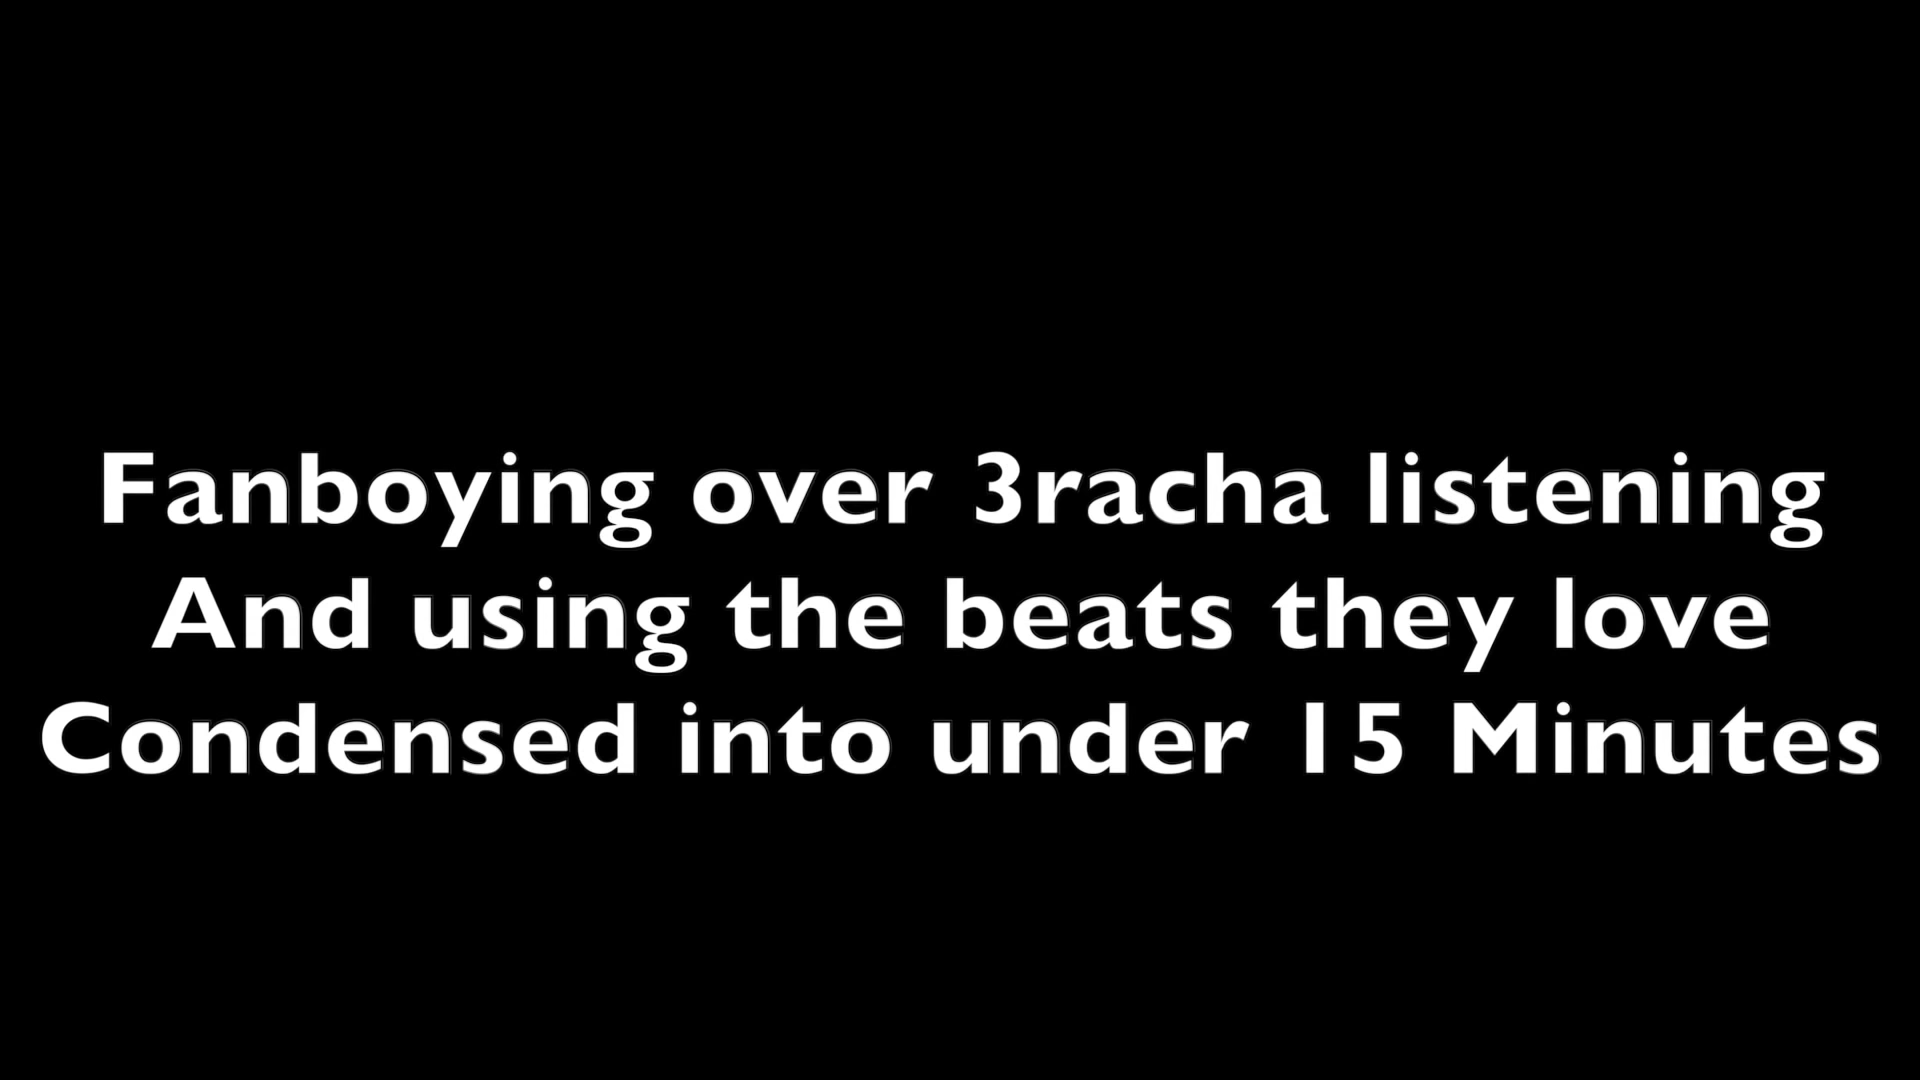 Fanboying over 3racha listening
And using the beats they love
Condensed into under 15 Minutes